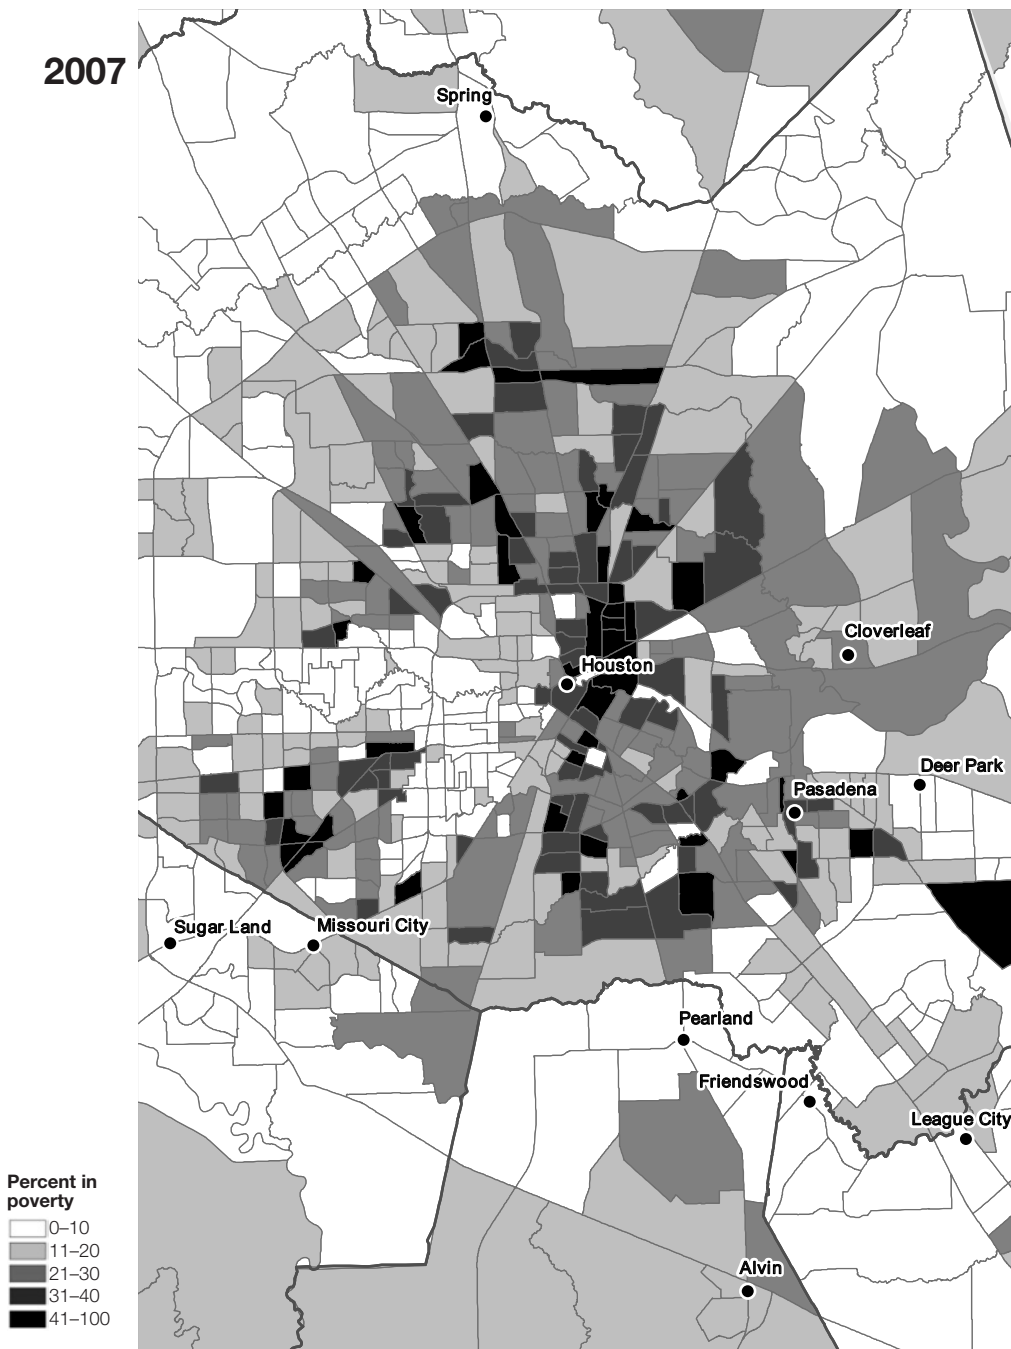 2007
Spring
Cloverleaf
Houston
Deer Park
Pasadena
Sugar Land
Missouri City
Pearland
Friendswood
League City
Alvin
Percent in
poverty
0–10
11–20
21–30
31–40
41–100